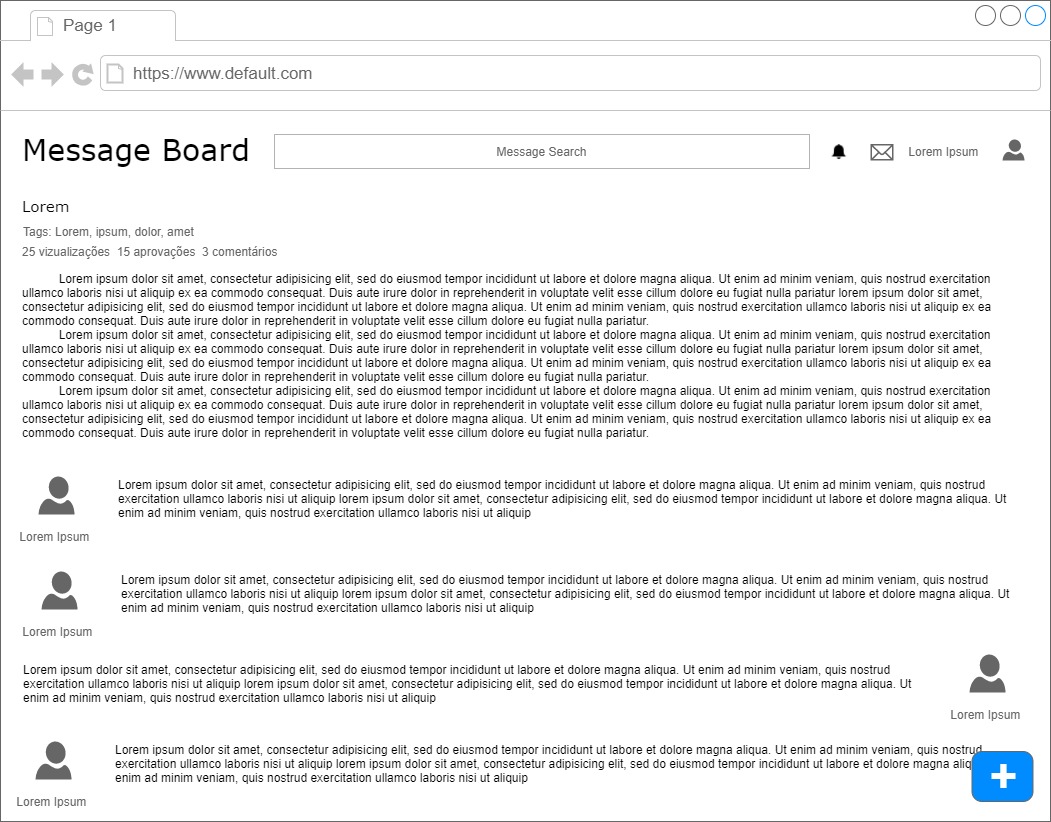 Page 1
https://www.default.com
Message Board
Message Search
Lorem Ipsum
Lorem
Tags: Lorem, ipsum, dolor, amet
25 vizualizações 15 aprovações 3 comentários
Lorem ipsum dolor sit amet, consectetur adipisicing elit, sed do eiusmod tempor incididunt ut labore et dolore magna aliqua. Ut enim ad minim veniam, quis nostrud exercitation
ullamco laboris nisi ut aliquip ex ea commodo consequat. Duis aute irure dolor in reprehenderit in voluptate velit esse cillum dolore eu fugiat nulla pariatur lorem ipsum dolor sit amet,
consectetur adipisicing elit, sed do eiusmod tempor incididunt ut labore et dolore magna aliqua. Ut enim ad minim veniam, quis nostrud exercitation ullamco laboris nisi ut aliquip ex ea
commodo consequat. Duis aute irure dolor in reprehenderit in voluptate velit esse cillum dolore eu fugiat nulla pariatur.
Lorem ipsum dolor sit amet, consectetur adipisicing elit, sed do eiusmod tempor incididunt ut labore et dolore magna aliqua. Ut enim ad minim veniam, quis nostrud exercitation
ullamco laboris nisi ut aliquip ex ea commodo consequat. Duis aute irure dolor in reprehenderit in voluptate velit esse cillum dolore eu fugiat nulla pariatur lorem ipsum dolor sit amet,
consectetur adipisicing elit, sed do eiusmod tempor incididunt ut labore et dolore magna aliqua. Ut enim ad minim veniam, quis nostrud exercitation ullamco laboris nisi ut aliquip ex ea
commodo consequat. Duis aute irure dolor in reprehenderit in voluptate velit esse cillum dolore eu fugiat nulla pariatur.
Lorem ipsum dolor sit amet, consectetur adipisicing elit, sed do eiusmod tempor incididunt ut labore et dolore magna aliqua. Ut enim ad minim veniam, quis nostrud exercitation
ullamco laboris nisi ut aliquip ex ea commodo consequat. Duis aute irure dolor in reprehenderit in voluptate velit esse cillum dolore eu fugiat nulla pariatur lorem ipsum dolor sit amet,
consectetur adipisicing elit, sed do eiusmod tempor incididunt ut labore et dolore magna aliqua. Ut enim ad minim veniam, quis nostrud exercitation ullamco laboris nisi ut aliquip ex ea
commodo consequat. Duis aute irure dolor in reprehenderit in voluptate velit esse cillum dolore eu fugiat nulla pariatur.
Lorem ipsum dolor sit amet, consectetur adipisicing elit, sed do eiusmod tempor incididunt ut labore et dolore magna aliqua. Ut enim ad minim veniam, quis nostrud
exercitation ullamco laboris nisi ut aliquip lorem ipsum dolor sit amet, consectetur adipisicing elit, sed do eiusmod tempor incididunt ut labore et dolore magna aliqua. Ut
enim ad minim veniam, quis nostrud exercitation ullamco laboris nisi ut aliquip
Lorem Ipsum
Lorem ipsum dolor sit amet, consectetur adipisicing elit, sed do eiusmod tempor incididunt ut labore et dolore magna aliqua. Ut enim ad minim veniam, quis nostrud
exercitation ullamco laboris nisi ut aliquip lorem ipsum dolor sit amet, consectetur adipisicing elit, sed do eiusmod tempor incididunt ut labore et dolore magna aliqua. Ut
enim ad minim veniam, quis nostrud exercitation ullamco laboris nisi ut aliquip
Lorem Ipsum
Lorem ipsum dolor sit amet, consectetur adipisicing elit, sed do eiusmod tempor incididunt ut labore et dolore magna aliqua. Ut enim ad minim veniam, quis nostrud
exercitation ullamco laboris nisi ut aliquip lorem ipsum dolor sit amet, consectetur adipisicing elit, sed do eiusmod tempor incididunt ut labore et dolore magna aliqua. Ut
enim ad minim veniam, quis nostrud exercitation ullamco laboris nisi ut aliquip
Lorem Ipsum
Lorem ipsum dolor sit amet, consectetur adipisicing elit, sed do eiusmod tempor incididunt ut labore et dolore magna aliqua. Ut enim ad minim veniam, quis nostrud
exercitation ullamco laboris nisi ut aliquip lorem ipsum dolor sit amet, consectetur adipisicing elit, sed do eiusmod tempor incididunt ut labore et dolore magna
enim ad minim veniam, quis nostrud exercitation ullamco laboris nisi ut aliquip
Lorem Ipsum